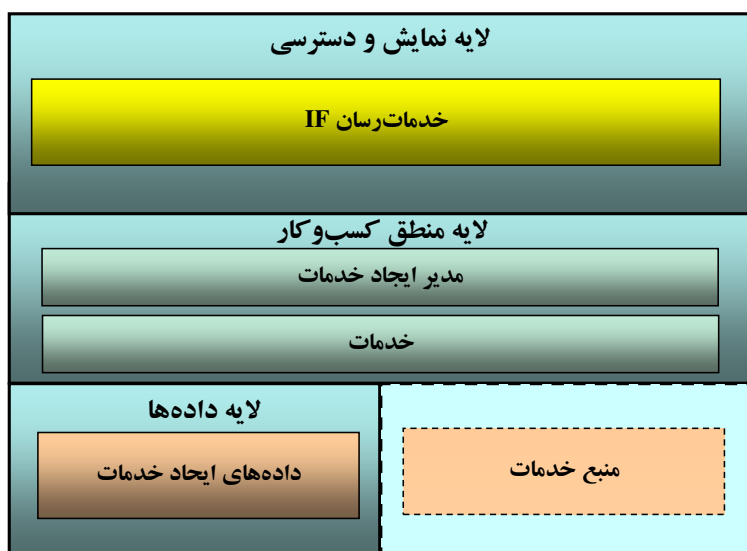 لایه نمایش و دسترسی
خدمات‌رسان IF
لایه منطق کسب‌وکار
مدیر ایجاد خدمات
خدمات
لایه داده‌ها
داده‌های ایحاد خدمات
منبع خدمات